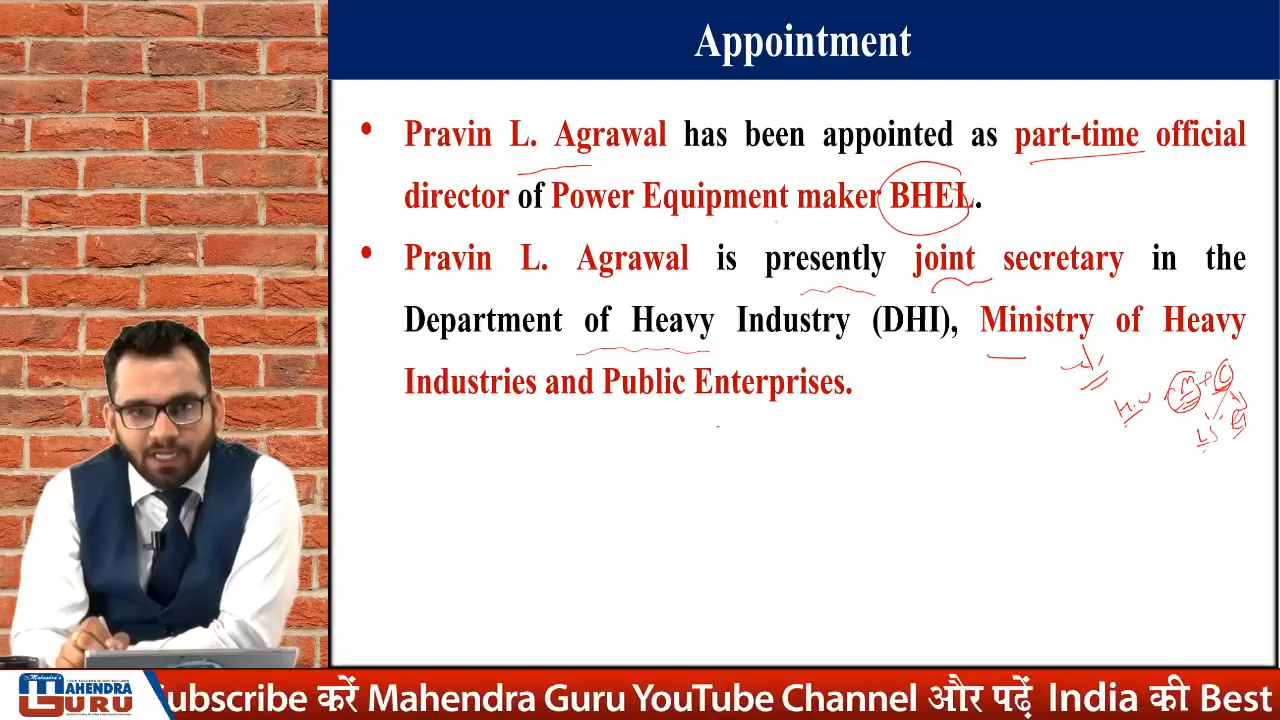 Appointment
• Pravin L. Agrawal has been appointed as part-time official
director of Power Equipment maker BHEL.
• Pravin L. Agrawal is presently joint secretary in the
Department of Heavy Industry (DHI), Ministry of Heavy
Industries and Public Enterprises.
Mahendra's
MAHENDRA
GURU
ubscribe करें Mahendra Guru YouTube Channel और पढ़ें India की Best